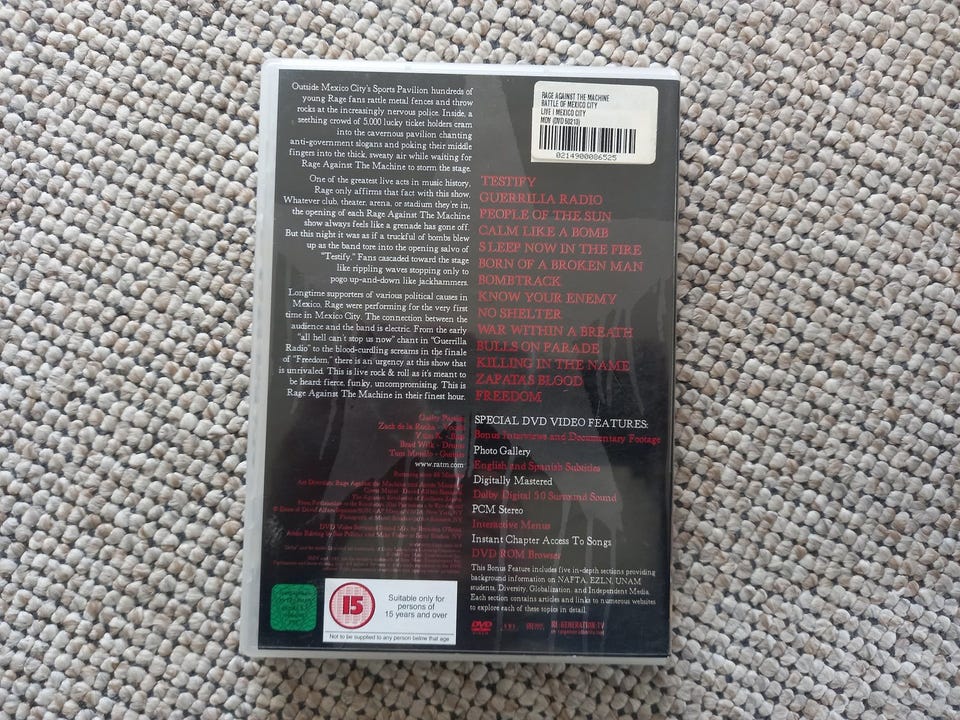 Outside Mexico City's Sports Pavilion hundreds of
young Rage fans rattle metal fences and throw
rocks at the increasingly nervous police. Inside, a
seething crowd of 5,000 lucky ticket holders cram
into the cavernous pavilion chanting
anti-government slogans and poking their middle
fingers into the thick, sweaty air while waiting for
Rage Against The Machine to storm the stage.
One of the greatest live acts in music history,
Rage only affirms that fact with this show.
Whatever club, theater, arena, or stadium they're in,
the opening of each Rage Against The Machine
show always feels like a grenade has gone off.
But this night it was as if a truckful of bombs blew
up as the band tore into the opening salvo of
"Testify." Fans cascaded toward the stage
like rippling waves stopping only to
pogo up-and-down like jackhammers.
Longtime supporters of various political causes in
Mexico, Rage were performing for the very first
time in Mexico City. The connection between the
audience and the band is electric. From the early
"all hell can't stop us now" chant in "Guerrilla
Radio" to the blood-curdling screams in the finale
of "Freedom," there is an urgency at this show that
is unrivaled. This is live rock & roll as it's meant to
be heard: fierce, funky, uncompromising. This is
Rage Against The Machine in their finest hour.
Guilty Parties
Zack de la Rocha -
Y.tim.K. -
Brad Wilk - Drums
Tom Morello - Guitar
www.ratm.com
RAGE AGAINST THE MACHINE
BATTLE OF MEXICO CITY
LIVE I MEXICO CITY
MDV (DVD 50213)
0214900086525
TESTIFY
GUERRILIA RADIO
PEOPLE OF THE SUN
CALM LIKE A BOMB
SLEEP NOW IN THE FIRE
BORN OF A BROKEN MAN
BOMBTRACK
KNOW YOUR ENEMY
NO SHELTER
WAR WITHIN A BREATH
BULLS ON PARADE
KILLING IN THE NAME
ZAPATA'S BLOOD
FREEDOM
SPECIAL DVD VIDEO FEATURES:
Bonus Interviews and Documentary Footage
Photo Gallery
English and Spanish Subtitles
Digitally Mastered
Dolby Digital 5.0 Surround Sound
PCM Stereo
Interactive Menus
Instant Chapter Access To Songs
DVD ROM Browser
This Bonus Feature includes five in-depth sections providing
background information on NAFTA, EZLN, UNAM
students, Diversity, Globalization, and Independent Media.
Each section contains articles and links to numerous websites
to explore each of these topics in detail.
15
Suitable only for
persons of
15 years and over
Not to be supplied to any person below that age
DVD
VIDEO
RE-GENERATION-TV